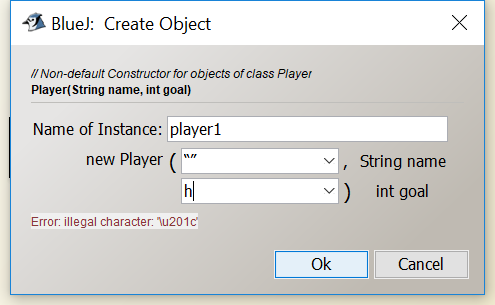 BlueJ: Create Object
// Non-default Constructor for objects of class Player
Player(String name, int goal)
Name of Instance: player1
new Player ( “” , String name
h ) int goal
Error: illegal character: '\u201c'
Ok Cancel